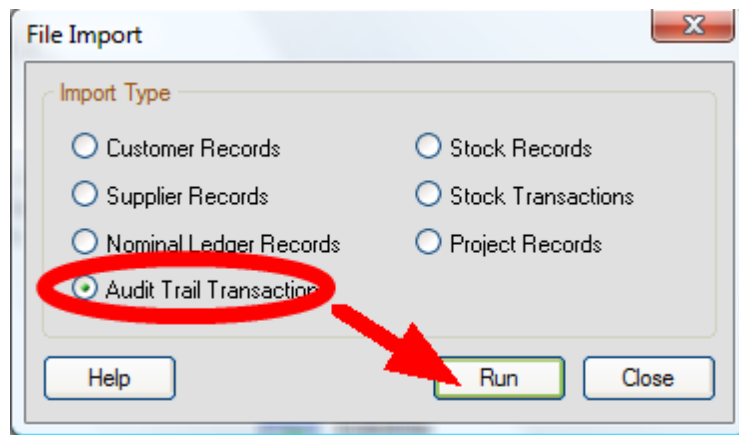 File Import
Import Type
Customer Records
Stock Records
Supplier Records
Stock Transactions
Nominal Ledger Records
Project Records
Audit Trail Transaction
Help
Run
Close